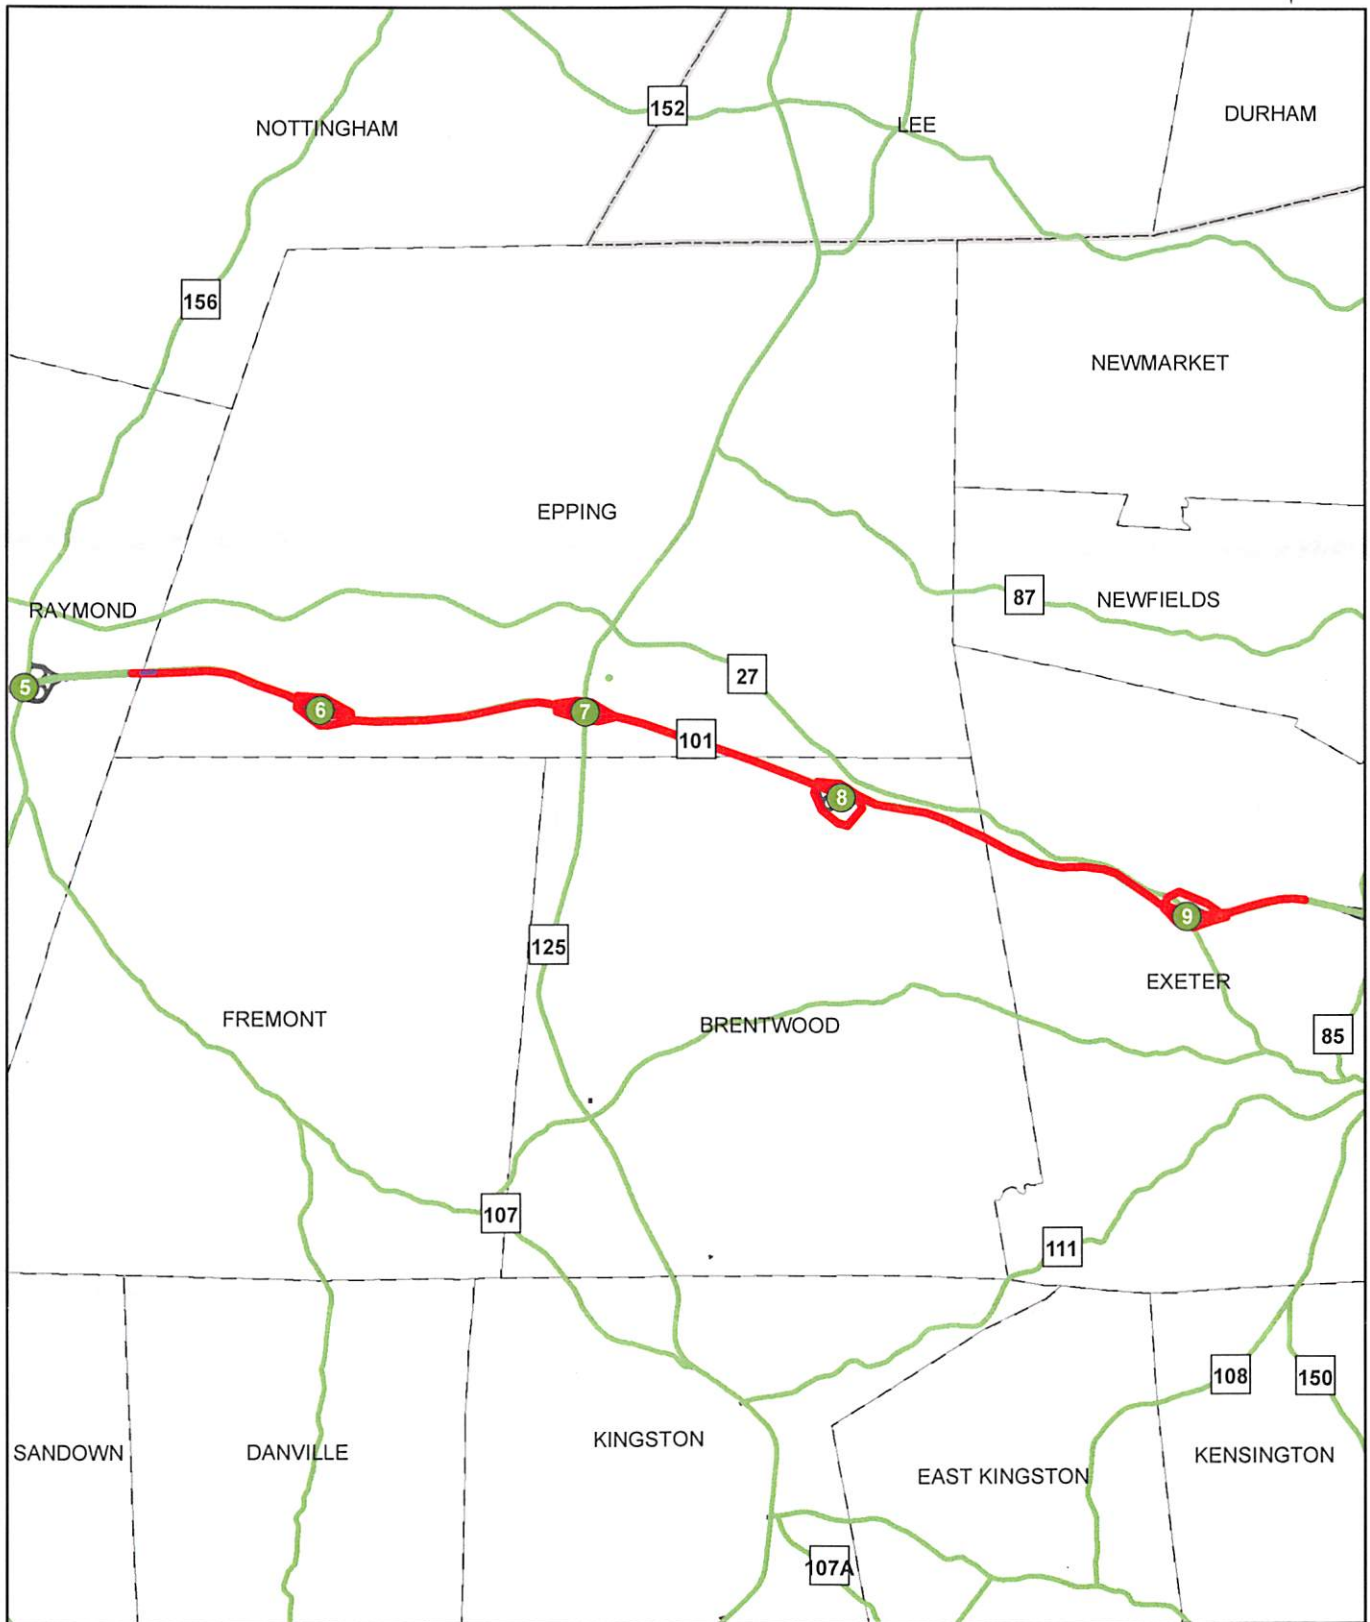 152
NOTTINGHAM
LEE
DURHAM
156
NEWMARKET
EPPING
87
NEWFIELDS
RAYMOND
27
5
6
7
101
8
9
125
EXETER
FREMONT
BRENTWOOD
85
107
111
108
150
SANDOWN
DANVILLE
KINGSTON
EAST KINGSTON
KENSINGTON
107A